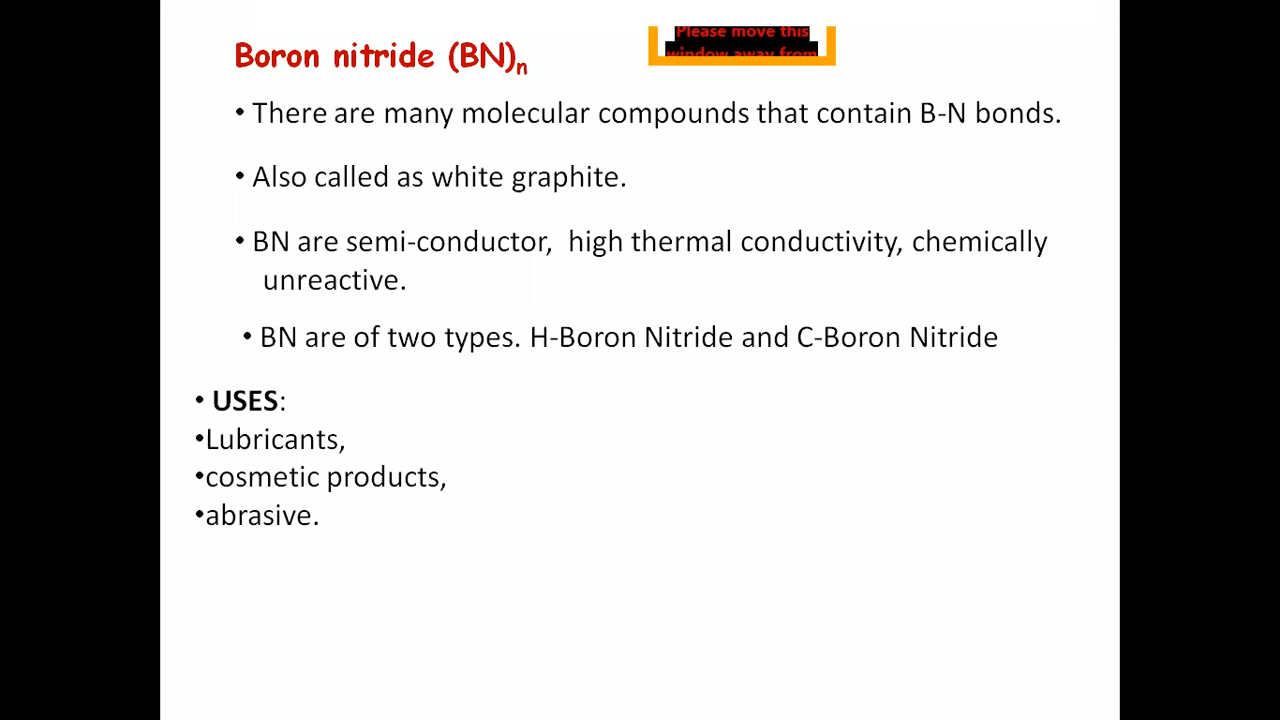 Please move this
window away from
Boron nitride (BN)n
• There are many molecular compounds that contain B-N bonds.
• Also called as white graphite.
• BN are semi-conductor, high thermal conductivity, chemically
unreactive.
• BN are of two types. H-Boron Nitride and C-Boron Nitride
• USES:
•Lubricants,
•cosmetic products,
•abrasive.